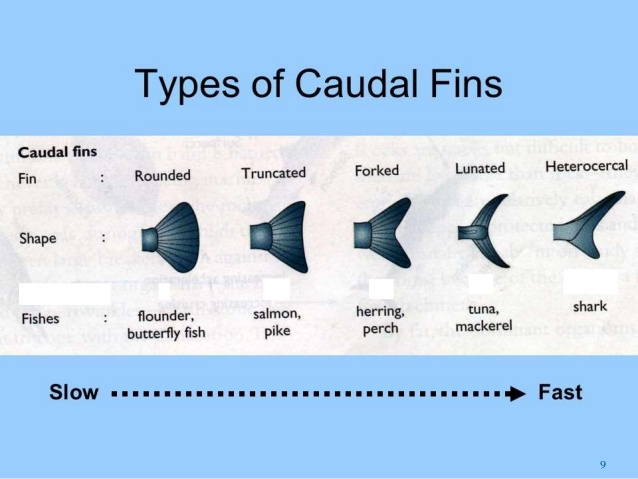 Types of Caudal Fins
Caudal fins
Fin : Rounded Truncated Forked Lunated Heterocercal
Shape :
Fishes : flounder, butterfly fish salmon, pike herring, perch tuna, mackerel shark
Slow Fast
9